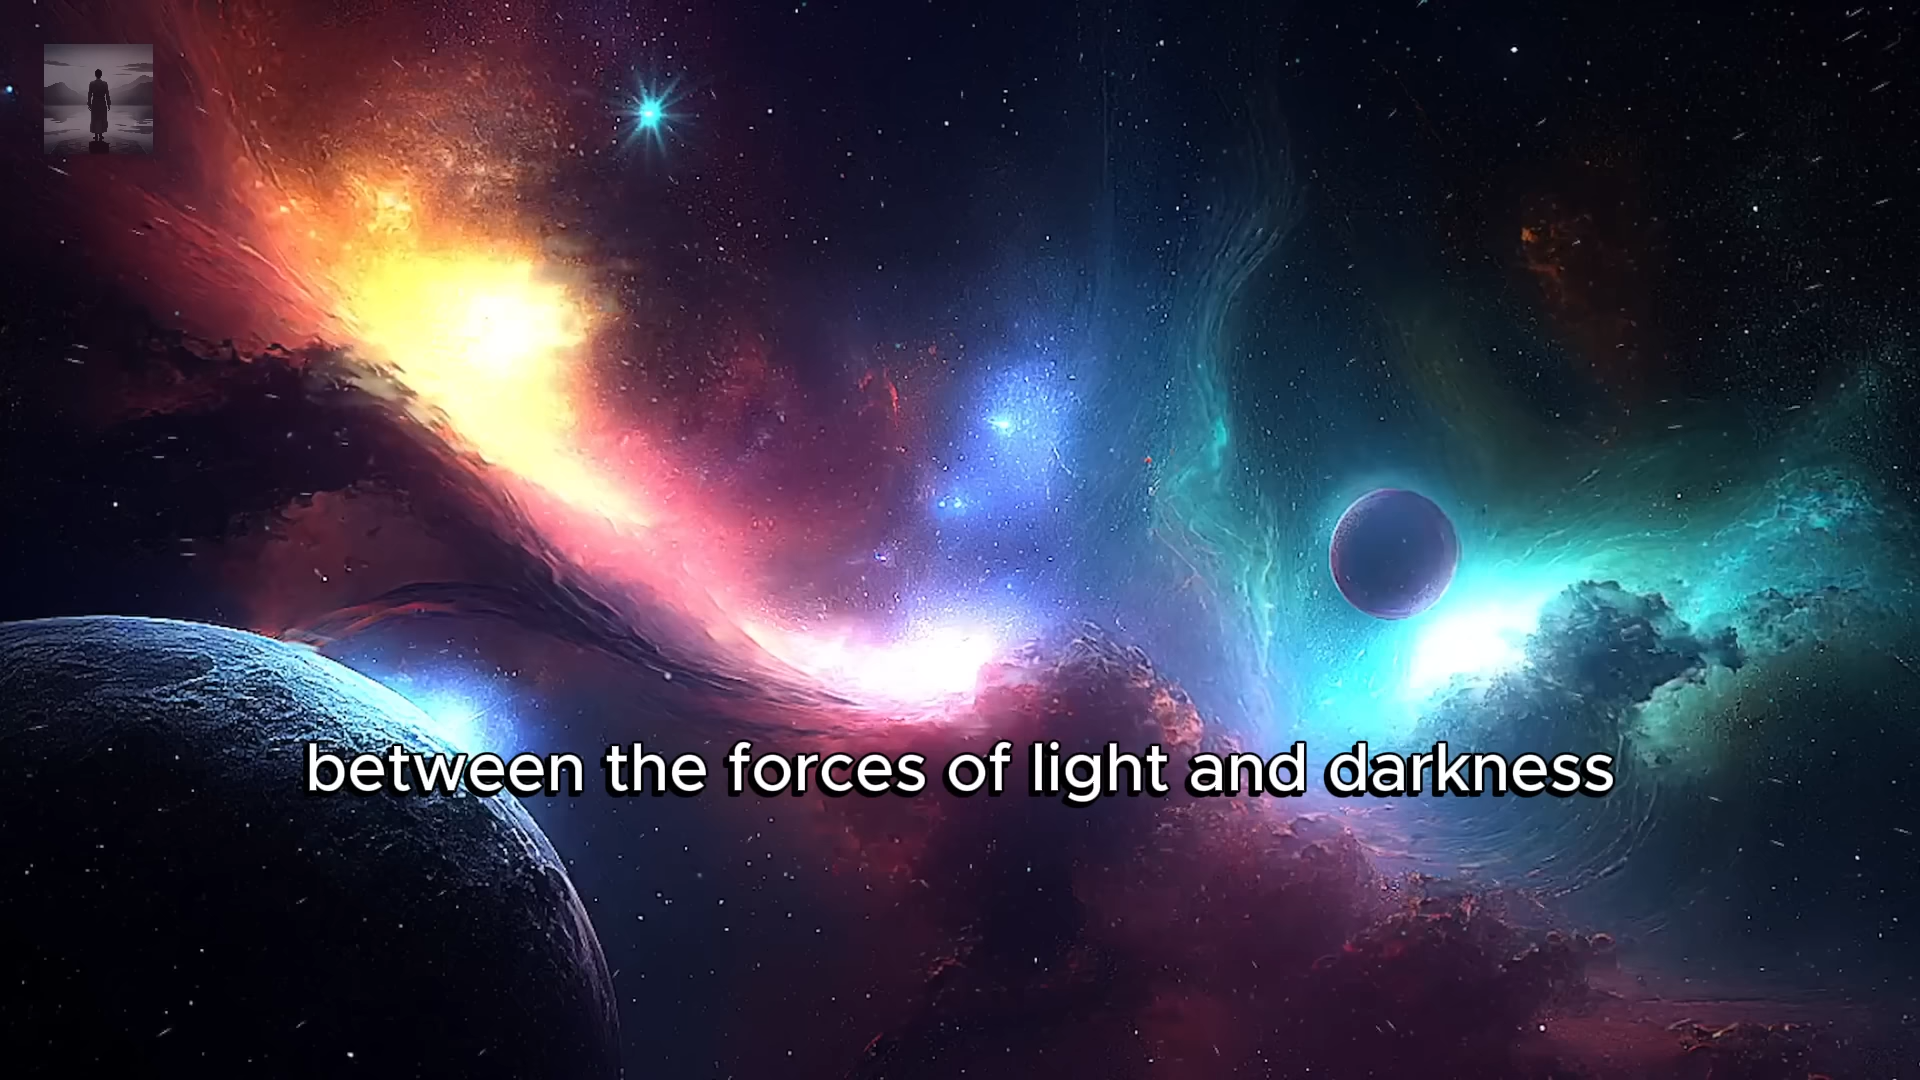 between the forces of light and darkness